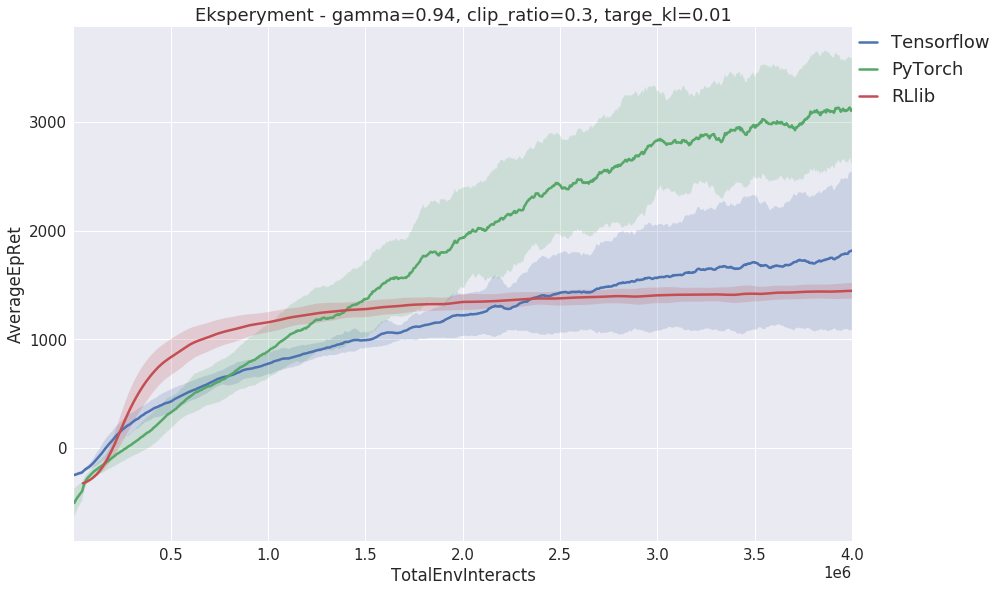 Eksperyment - gamma=0.94, clip_ratio=0.3, targe_kl=0.01
Tensorflow
PyTorch
RLlib
AverageEpRet
3000
2000
1000
0
0.5 1.0 1.5 2.0 2.5 3.0 3.5 4.0
1e6
TotalEnvInteracts